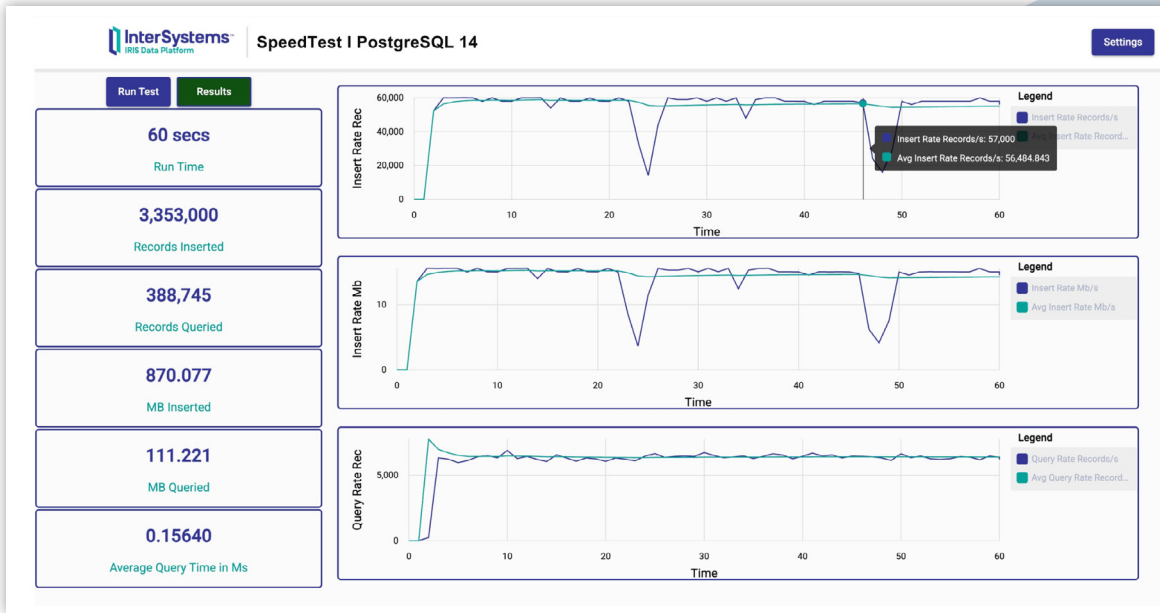 InterSystems™
IRIS Data Platform
SpeedTest I PostgreSQL 14
Settings
Run Test
Results
60 secs
Run Time
3,353,000
Records Inserted
388,745
Records Queried
870.077
MB Inserted
111.221
MB Queried
0.15640
Average Query Time in Ms
Insert Rate Rec
60,000
40,000
20,000
0
0 10 20 30 40 50 60
Time
Legend
Insert Rate Records/s
Insert Rate Record...
Insert Rate Records/s: 57,000
Avg Insert Rate Records/s: 56,484.843
Insert Rate Mb
10
0
0 10 20 30 40 50 60
Time
Legend
Insert Rate Mb/s
Avg Insert Rate Mb/s
Query Rate Rec
5,000
0
0 10 20 30 40 50 60
Time
Legend
Query Rate Records/s
Avg Query Rate Record...